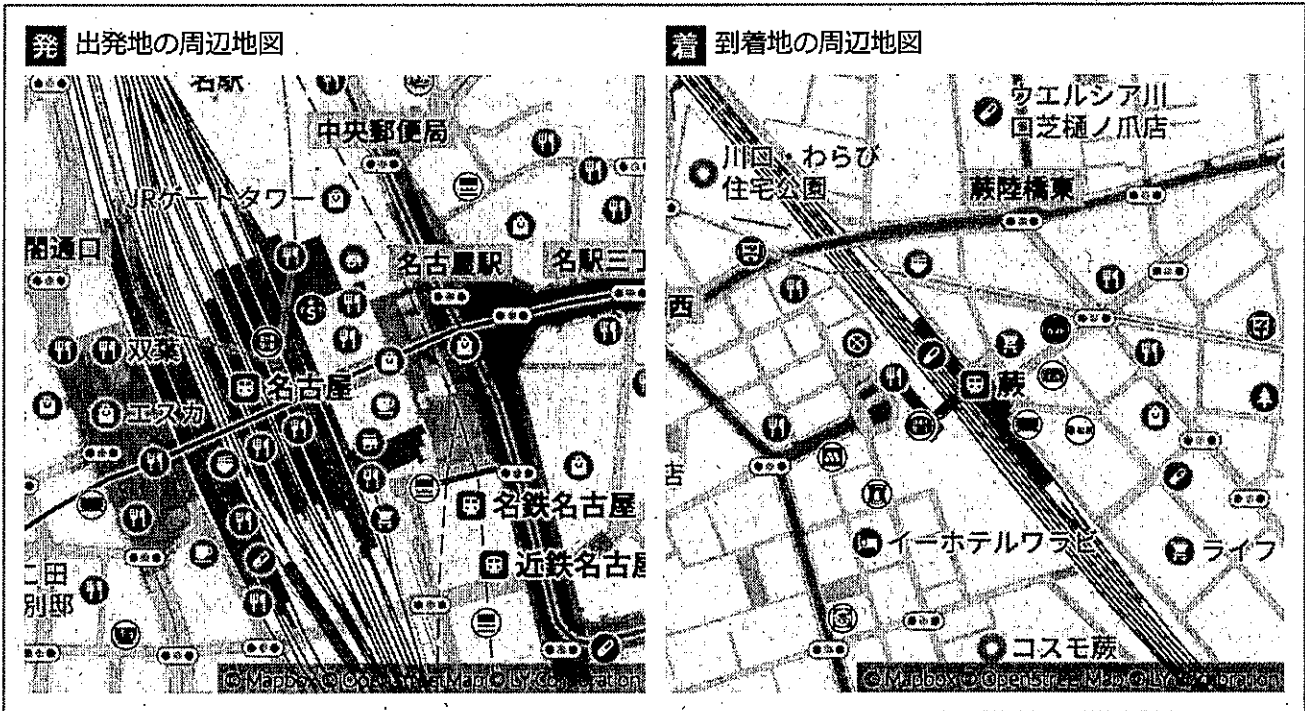 発 出発地の周辺地図
名駅
中央郵便局
JRゲートタワー
名古屋駅
名駅三丁
双葉
名古屋
エスカ
名鉄名古屋
近鉄名古屋
別邸
© Mapbox © OpenStreetMap © LY Corporation
着 到着地の周辺地図
ウエルシア川
口芝樋ノ爪店
川口・わらび
住宅公園
蕨陸橋東
西
蕨
店
イーホテルワラビ
ライフ
コスモ蕨
© Mapbox © OpenStreetMap © LY Corporation